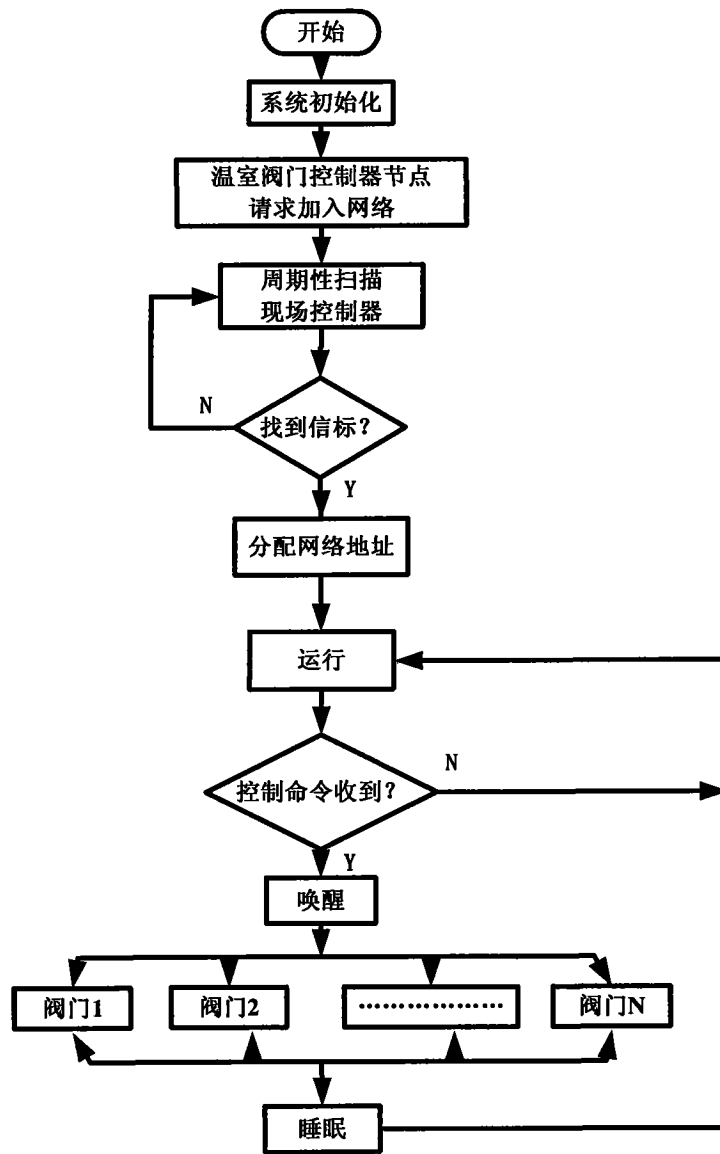 开始
系统初始化
温室阀门控制器节点
请求加入网络
周期性扫描
现场控制器
N
找到信标？
Y
分配网络地址
运行
N
控制命令收到？
Y
唤醒
阀门1
阀门2
………………
阀门N
睡眠